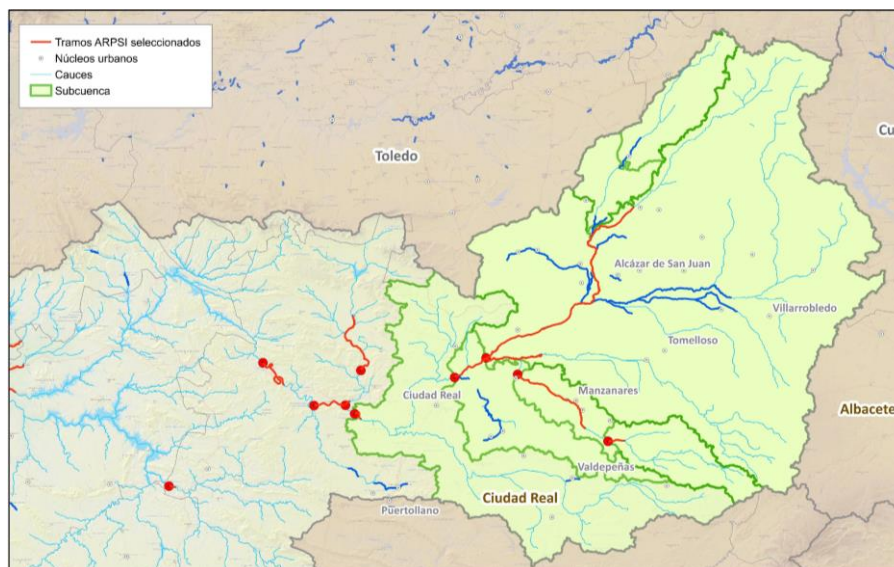 Tramos ARPSI seleccionados
Núcleos urbanos
Cauces
Subcuenca
Toledo
Cu
Alcázar de San Juan
Villarrobledo
Tomelloso
Ciudad Real
Manzanares
Albacete
Valdepeñas
Ciudad Real
Puertollano